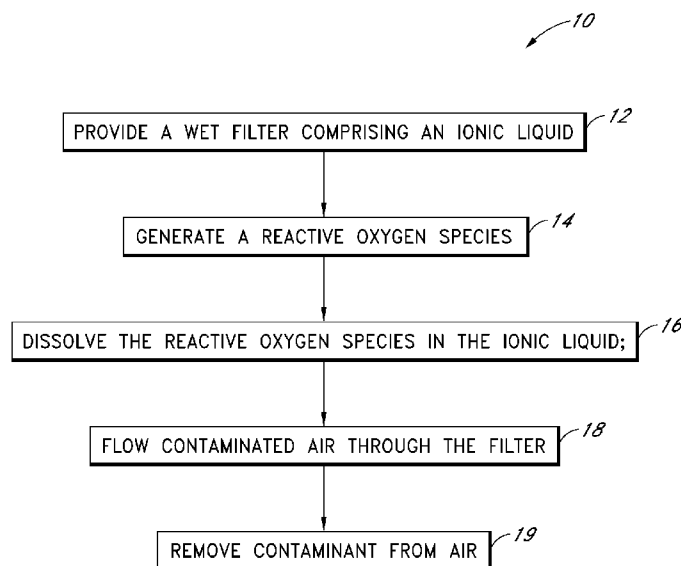 10
PROVIDE A WET FILTER COMPRISING AN IONIC LIQUID
12
GENERATE A REACTIVE OXYGEN SPECIES
14
DISSOLVE THE REACTIVE OXYGEN SPECIES IN THE IONIC LIQUID;
16
FLOW CONTAMINATED AIR THROUGH THE FILTER
18
REMOVE CONTAMINANT FROM AIR
19